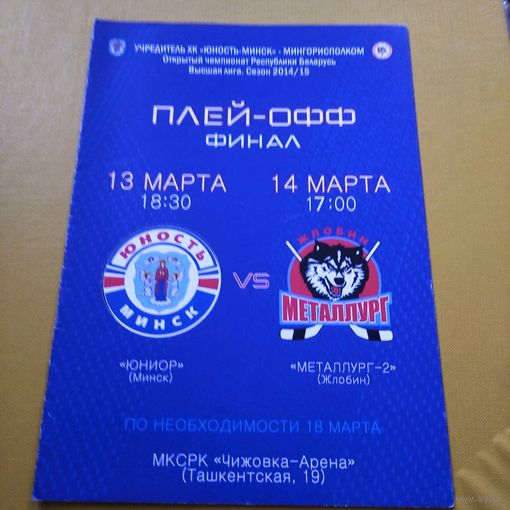 УЧРЕДИТЕЛЬ ХК «ЮНОСТЬ-МИНСК» - МИНГОРИСПОЛКОМ
Открытый чемпионат Республики Беларусь
Высшая лига. Сезон 2014/15
ПЛЕЙ-ОФФ
ФИНАЛ
13 МАРТА 14 МАРТА
18:30 17:00
ЮНОСТЬ
МИНСК
VS
ЖЛОБИН
МЕТАЛЛУРГ
«ЮНИОР» «МЕТАЛЛУРГ-2»
(Минск) (Жлобин)
ПО НЕОБХОДИМОСТИ 18 МАРТА
МКСРК «Чижовка-Арена»
(Ташкентская, 19)